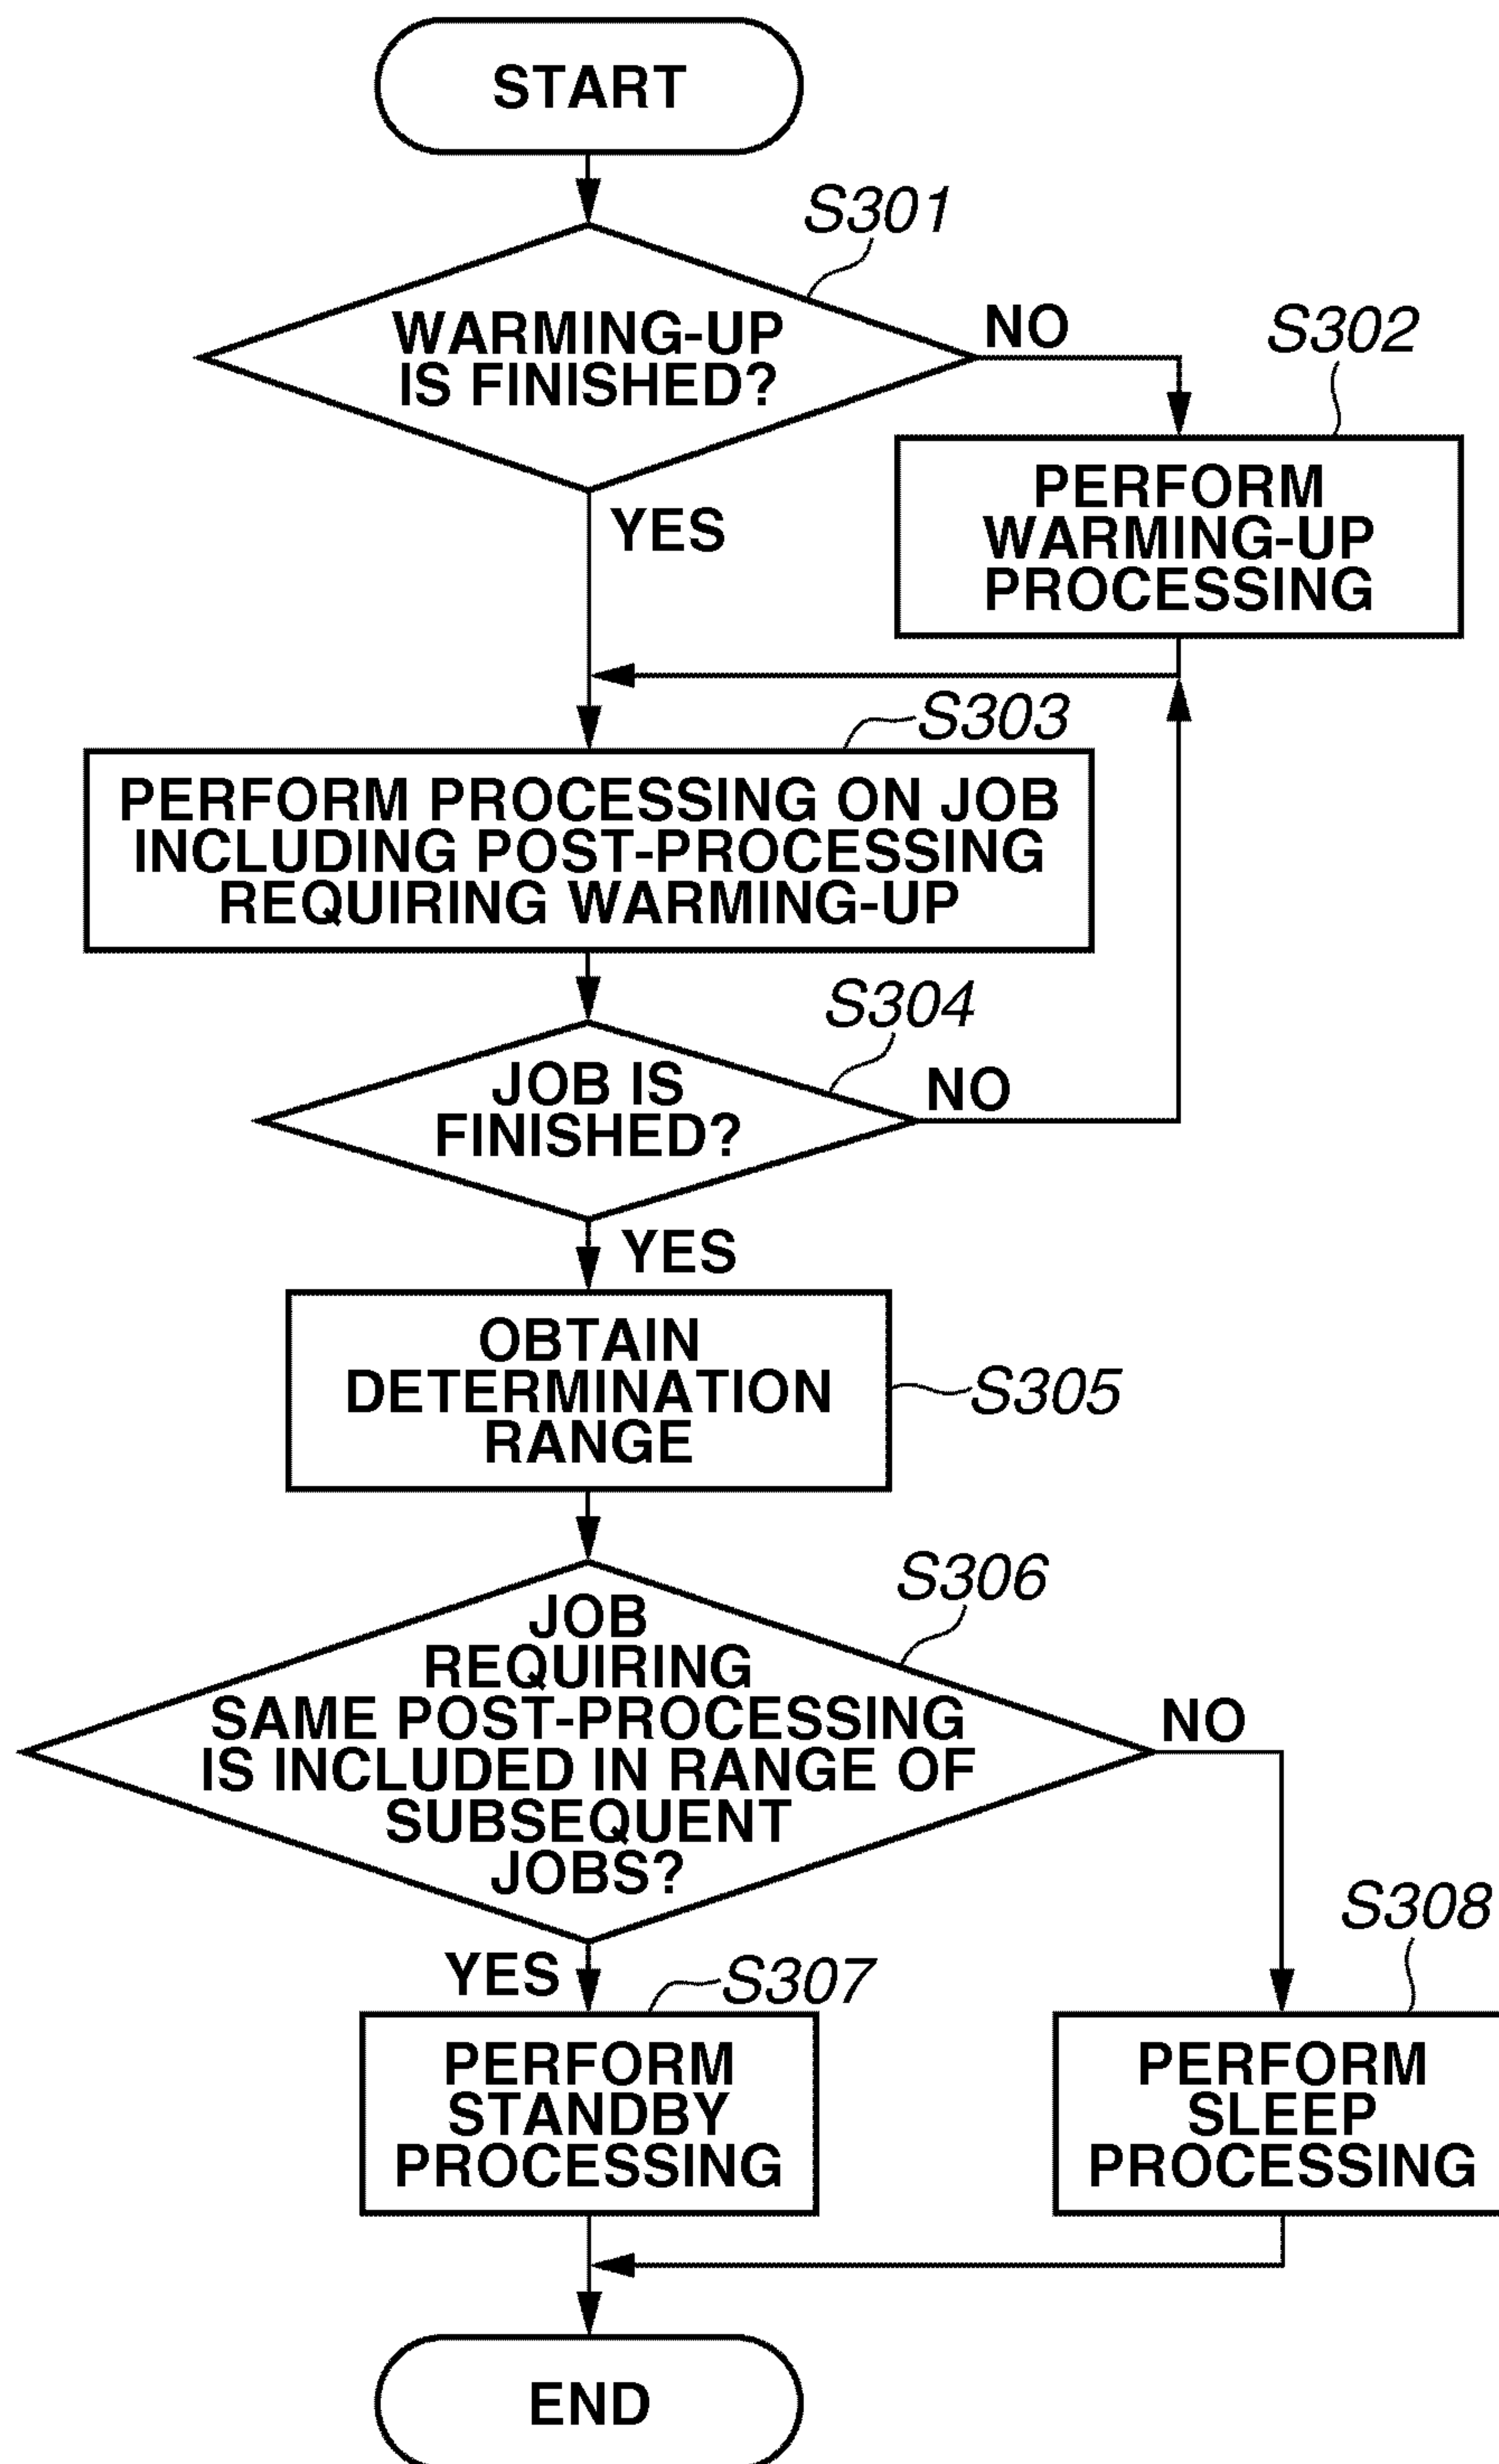 START
S301
WARMING-UP
IS FINISHED?
NO
S302
PERFORM
WARMING-UP
PROCESSING
YES
S303
PERFORM PROCESSING ON JOB
INCLUDING POST-PROCESSING
REQUIRING WARMING-UP
S304
JOB IS
FINISHED?
NO
YES
OBTAIN
DETERMINATION
RANGE
S305
S306
JOB
REQUIRING
SAME POST-PROCESSING
IS INCLUDED IN RANGE OF
SUBSEQUENT
JOBS?
NO
YES
S307
PERFORM
STANDBY
PROCESSING
S308
PERFORM
SLEEP
PROCESSING
END